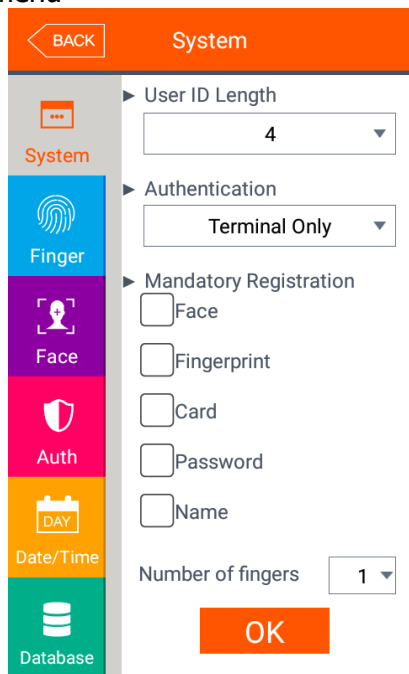 BACK
System
System
Finger
Face
Auth
DAY
Date/Time
Database
► User ID Length
4
► Authentication
Terminal Only
► Mandatory Registration
Face
Fingerprint
Card
Password
Name
Number of fingers 1
OK